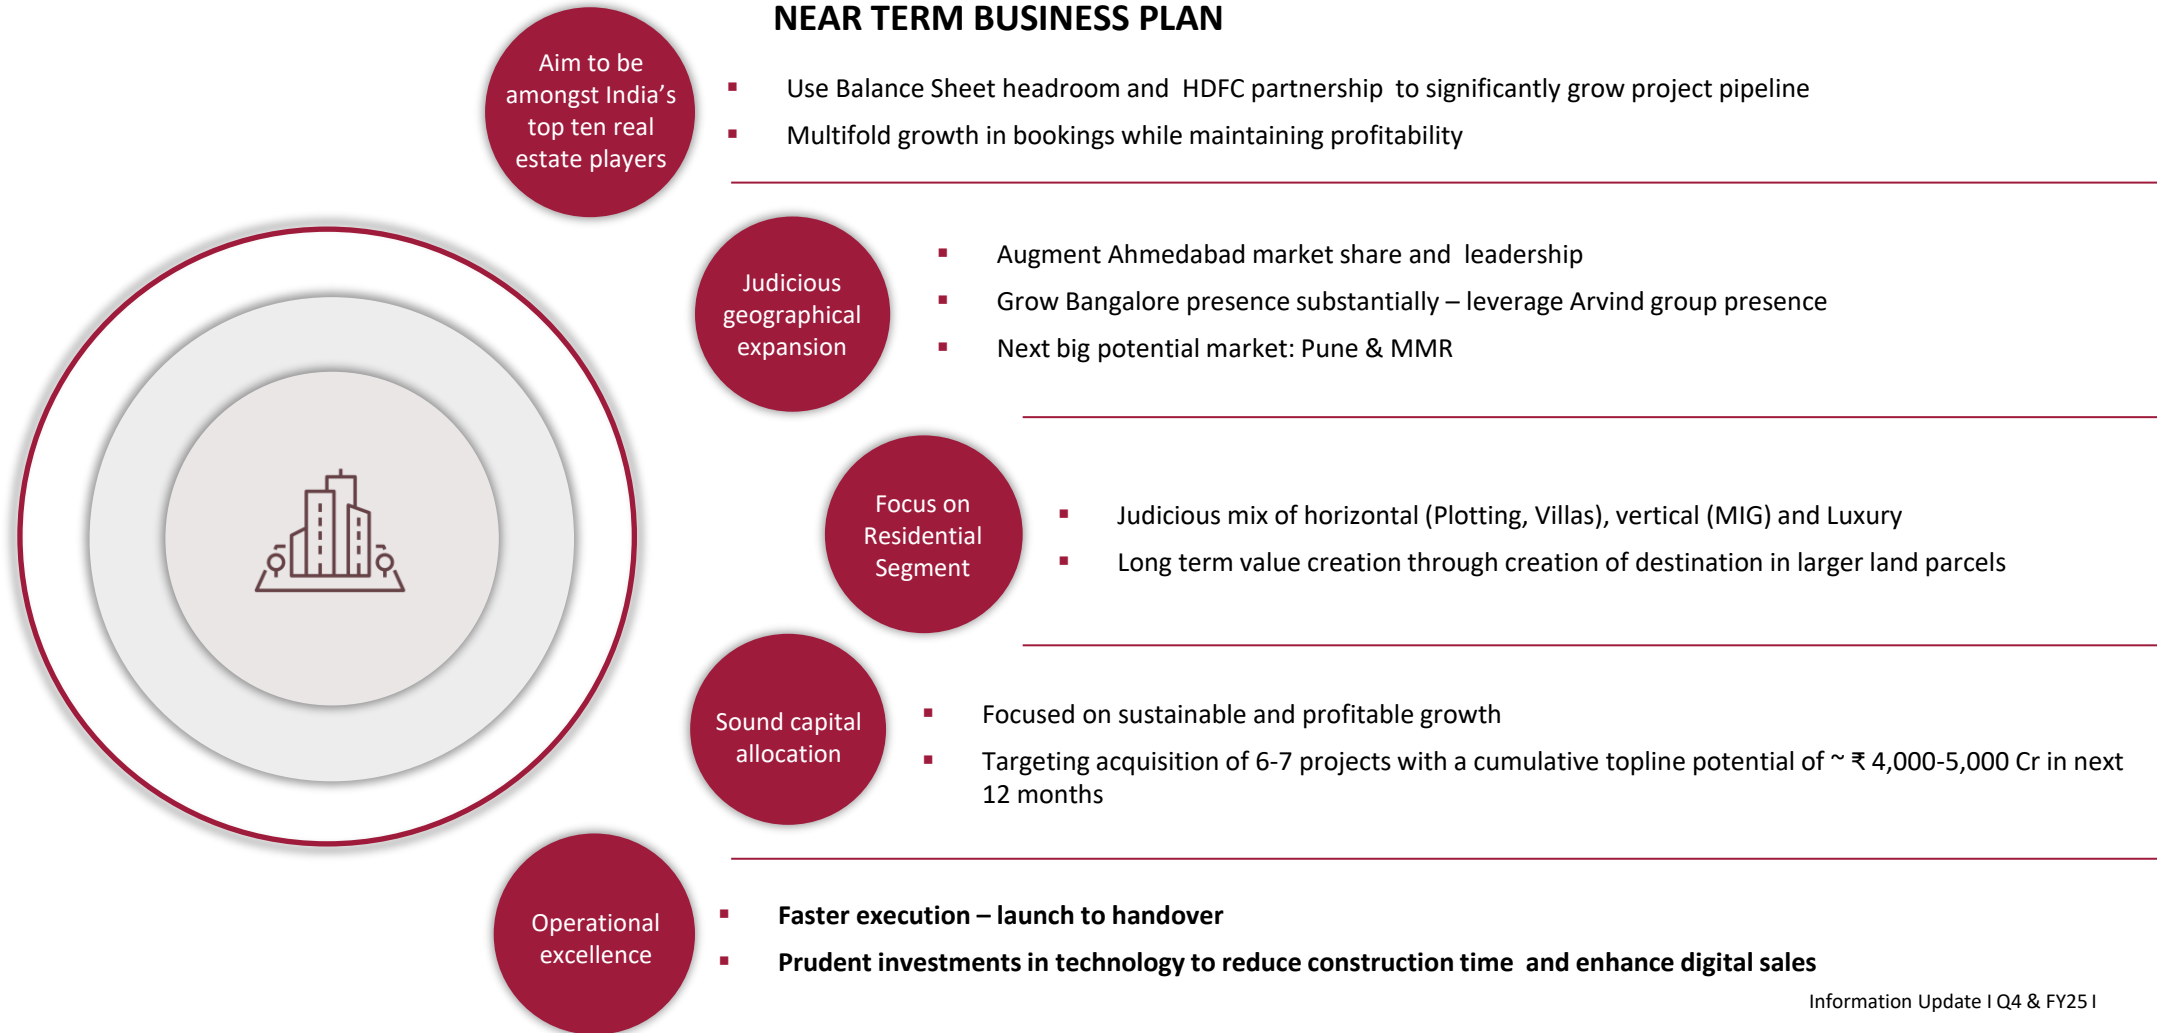 NEAR TERM BUSINESS PLAN
Aim to be
amongst India’s
top ten real
estate players
▪ Use Balance Sheet headroom and HDFC partnership to significantly grow project pipeline
▪ Multifold growth in bookings while maintaining profitability
Judicious
geographical
expansion
▪ Augment Ahmedabad market share and leadership
▪ Grow Bangalore presence substantially – leverage Arvind group presence
▪ Next big potential market: Pune & MMR
Focus on
Residential
Segment
▪ Judicious mix of horizontal (Plotting, Villas), vertical (MIG) and Luxury
▪ Long term value creation through creation of destination in larger land parcels
Sound capital
allocation
▪ Focused on sustainable and profitable growth
▪ Targeting acquisition of 6-7 projects with a cumulative topline potential of ~ ₹ 4,000-5,000 Cr in next
12 months
Operational
excellence
▪ Faster execution – launch to handover
▪ Prudent investments in technology to reduce construction time and enhance digital sales
Information Update I Q4 & FY25 I